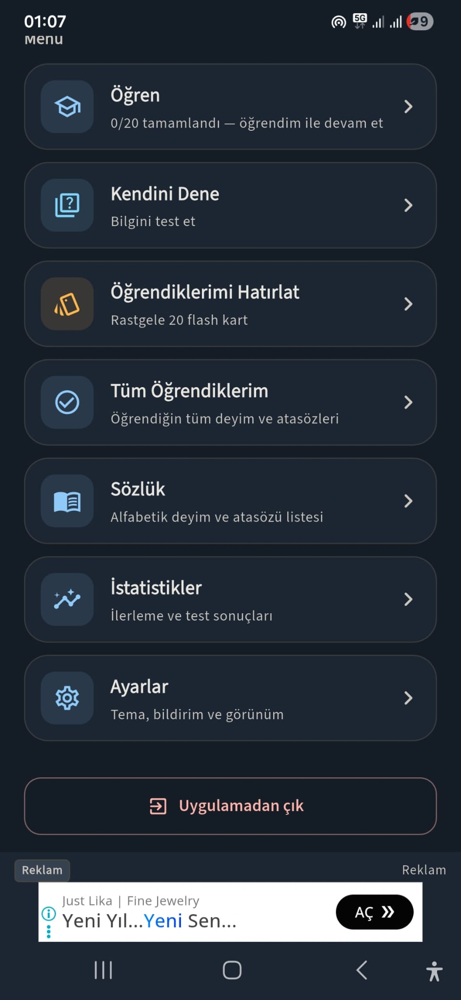 01:07
5G
9
Menu
Öğren
0/20 tamamlandı — öğrendim ile devam et
Kendini Dene
Bilgini test et
Öğrendiklerimi Hatırlat
Rastgele 20 flash kart
Tüm Öğrendiklerim
Öğrendiğin tüm deyim ve atasözleri
Sözlük
Alfabetik deyim ve atasözü listesi
İstatistikler
İlerleme ve test sonuçları
Ayarlar
Tema, bildirim ve görünüm
Uygulamadan çık
Reklam
Reklam
Just Lika | Fine Jewelry
Yeni Yıl...Yeni Sen...
AÇ